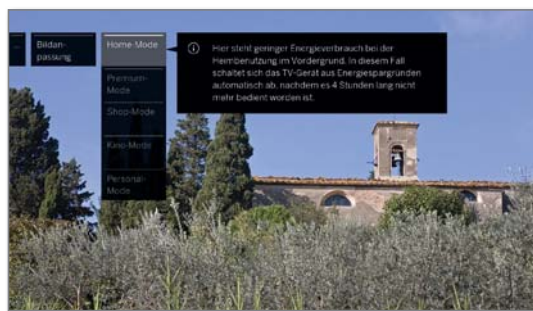 Bildan-
passung
Home-Mode
Hier steht geringer Energieverbrauch bei der
Heimbenutzung im Vordergrund. In diesem Fall
schaltet sich das TV-Gerät aus Energiespargründen
automatisch ab, nachdem es 4 Stunden lang nicht
mehr bedient worden ist.
Premium-
Mode
Shop-Mode
Kino-Mode
Personal-
Mode